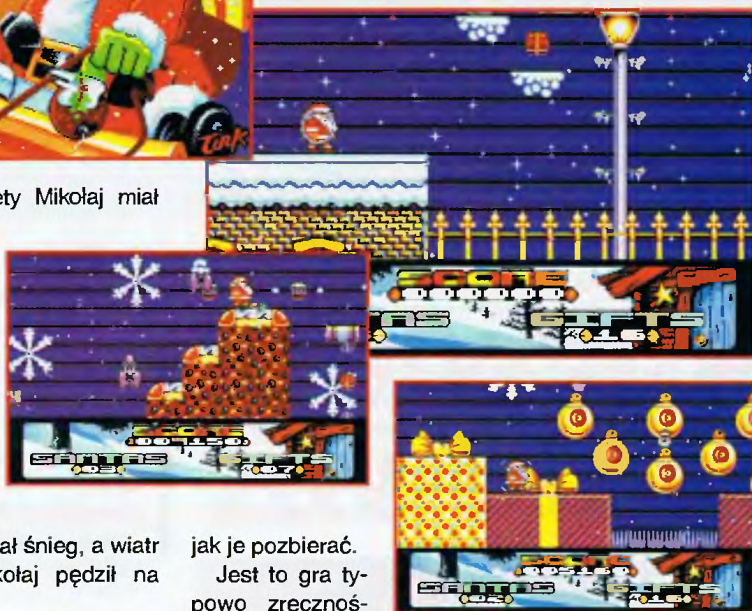 ety Mikołaj miał
SCORE
000000
GIFTS
16
SCORE
007150
SANTAS GIFTS
03 07
ał śnieg, a wiatr
kołaj pędził na
jak je pozbierać.
Jest to gra ty-
powo zręcznoś-
SCORE
005160
SANTAS GIFTS
02 16